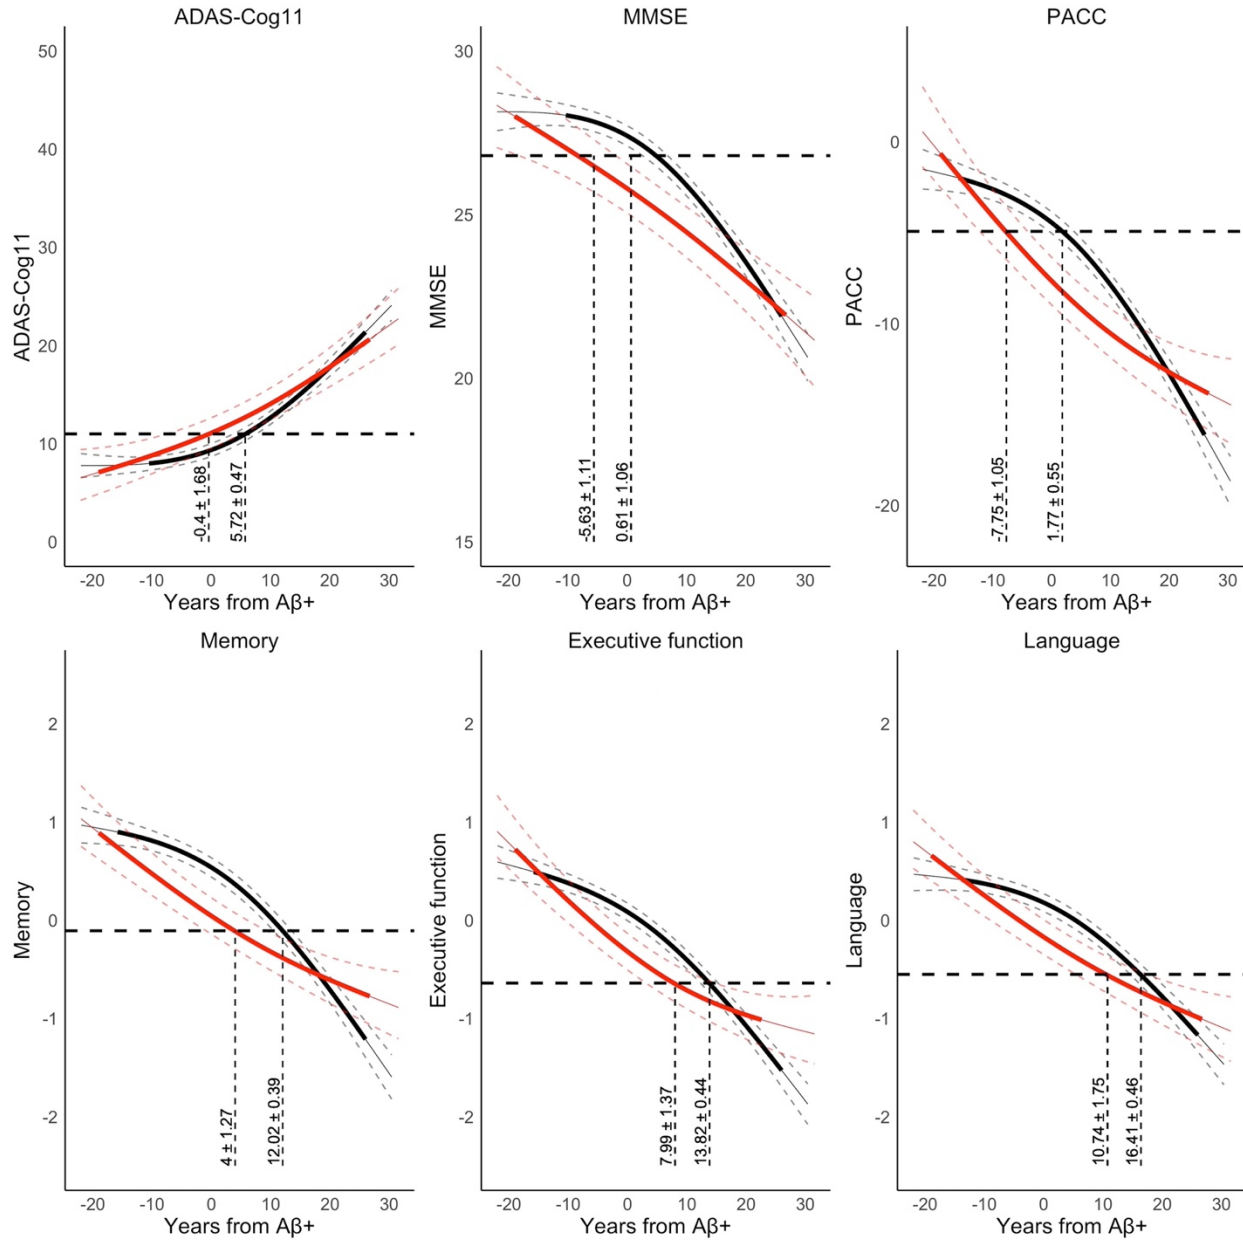 ADAS-Cog11
MMSE
PACC
50
40
30
20
10
0
ADAS-Cog11
-0.4 ± 1.68
5.72 ± 0.47
-20 -10 0 10 20 30
Years from Aβ+
30
25
20
15
MMSE
-5.63 ± 1.11
0.61 ± 1.06
-20 -10 0 10 20 30
Years from Aβ+
0
-10
-20
PACC
-7.75 ± 1.05
1.77 ± 0.55
-20 -10 0 10 20 30
Years from Aβ+
Memory
Executive function
Language
2
1
0
-1
-2
Memory
4 ± 1.27
12.02 ± 0.39
-20 -10 0 10 20 30
Years from Aβ+
2
1
0
-1
-2
Executive function
7.99 ± 1.37
13.82 ± 0.44
-20 -10 0 10 20 30
Years from Aβ+
2
1
0
-1
-2
Language
10.74 ± 1.75
16.41 ± 0.46
-20 -10 0 10 20 30
Years from Aβ+